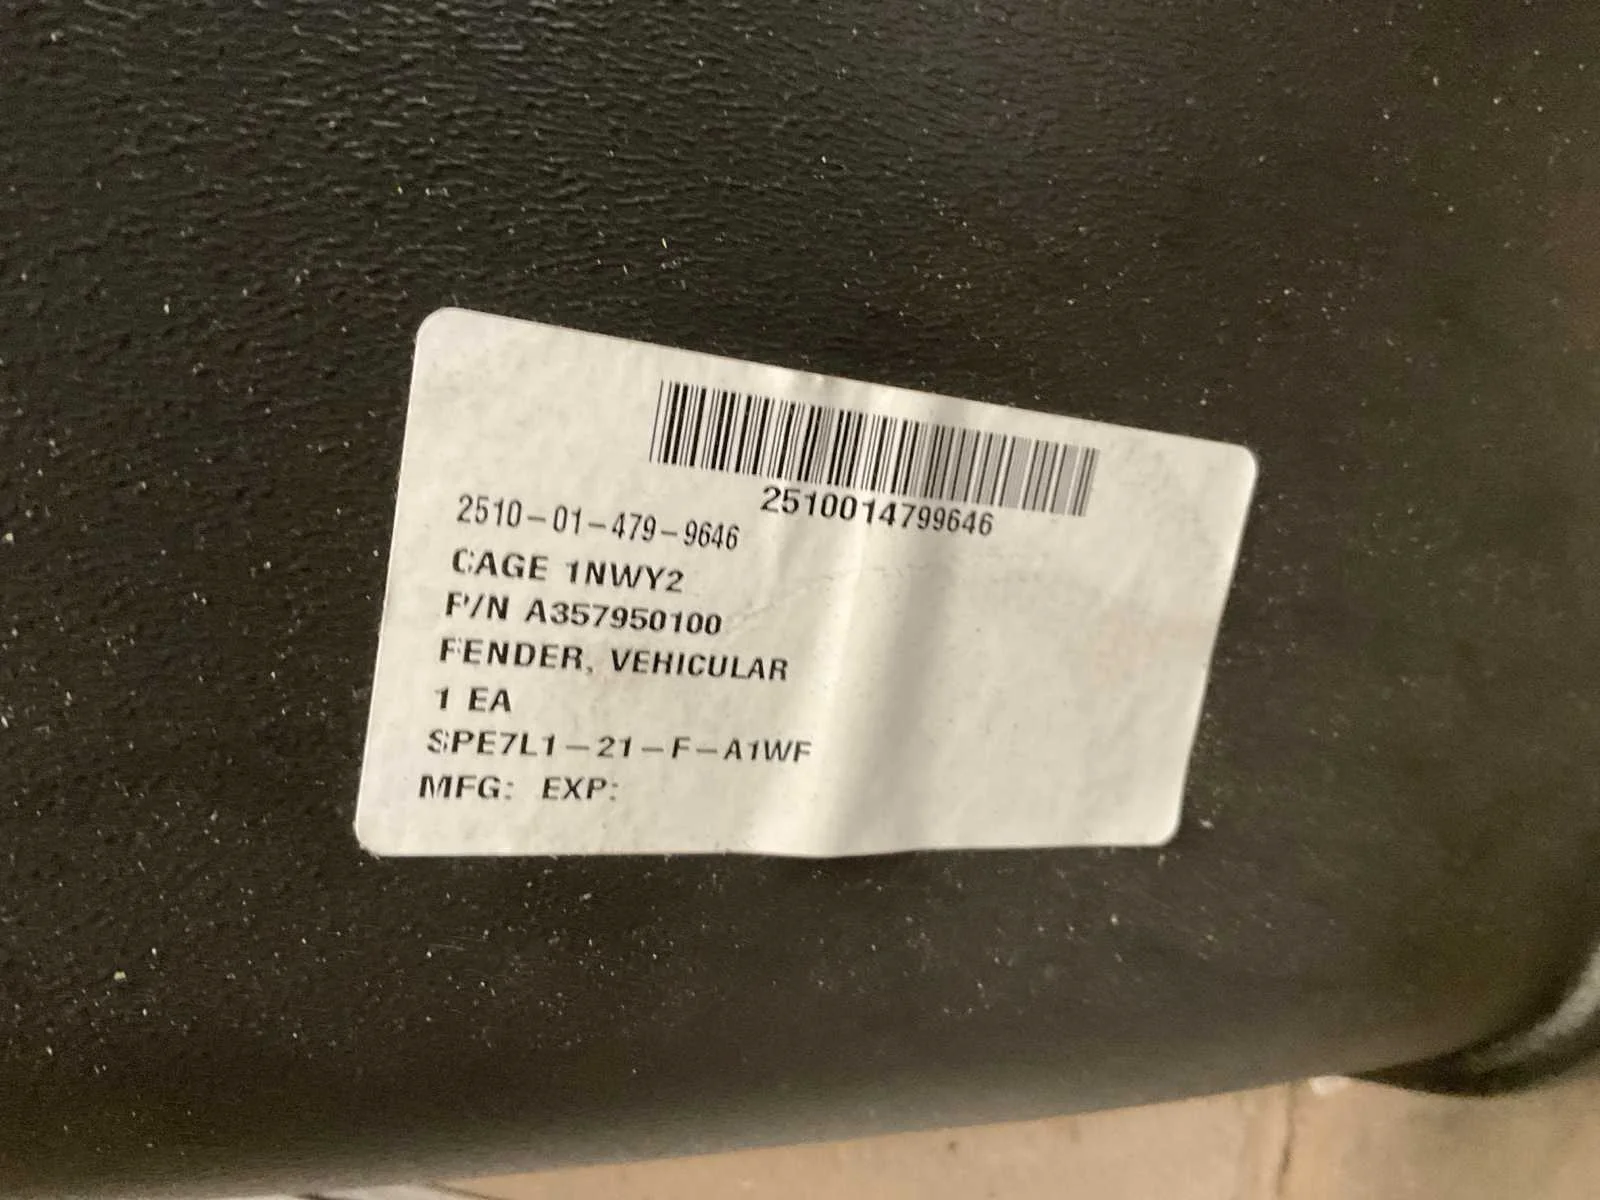 2510014799646
2510-01-479-9646
CAGE 1NWY2
P/N A357950100
FENDER, VEHICULAR
1 EA
SPE7L1-21-F-A1WF
MFG: EXP: